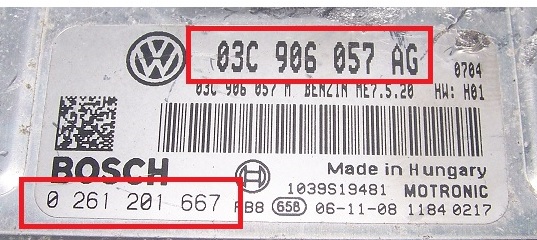 03C 906 057 AG 0704
03C 906 057 M BENZIN ME7.5.20 HW: H01
BOSCH
Made in Hungary
1039S19481 MOTRONIC
0 261 201 667 FB8 658 06-11-08 1184 0217